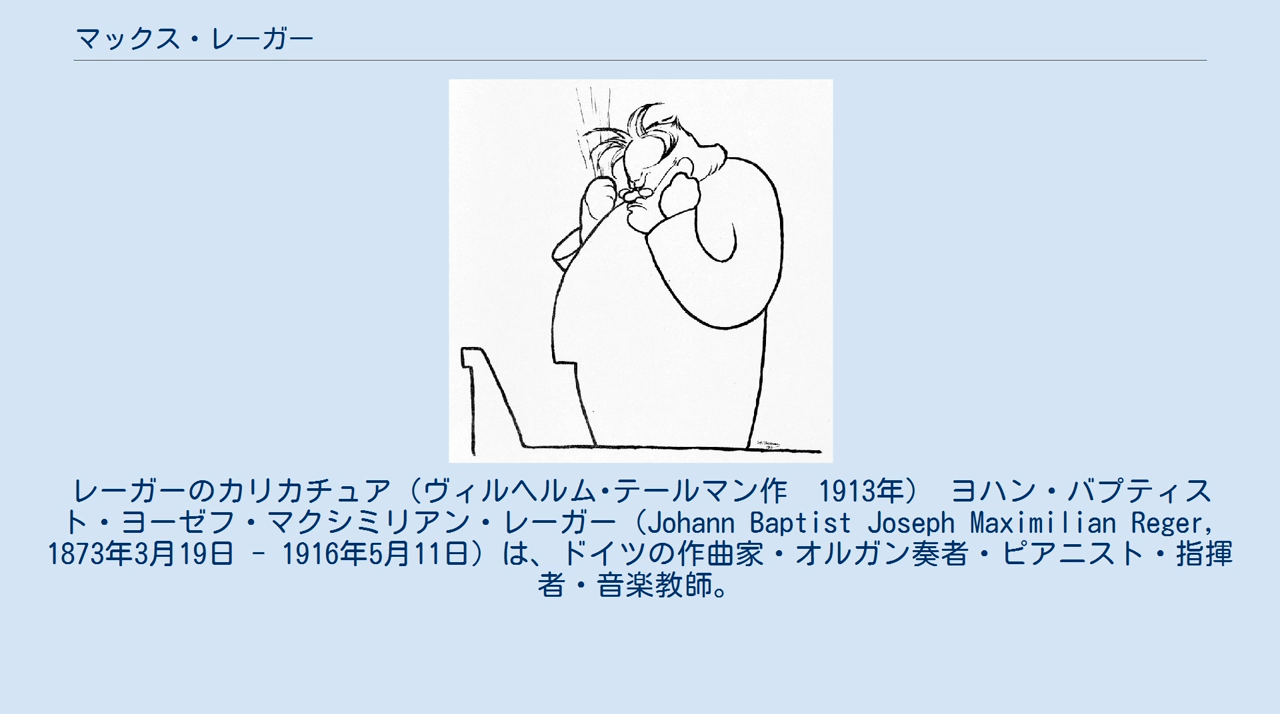 マックス・レーガー
レーガーのカリカチュア（ヴィルヘルム･テールマン作　1913年）　ヨハン・バプティス
ト・ヨーゼフ・マクシミリアン・レーガー（Johann Baptist Joseph Maximilian Reger,
1873年3月19日 - 1916年5月11日）は、ドイツの作曲家・オルガン奏者・ピアニスト・指揮
者・音楽教師。